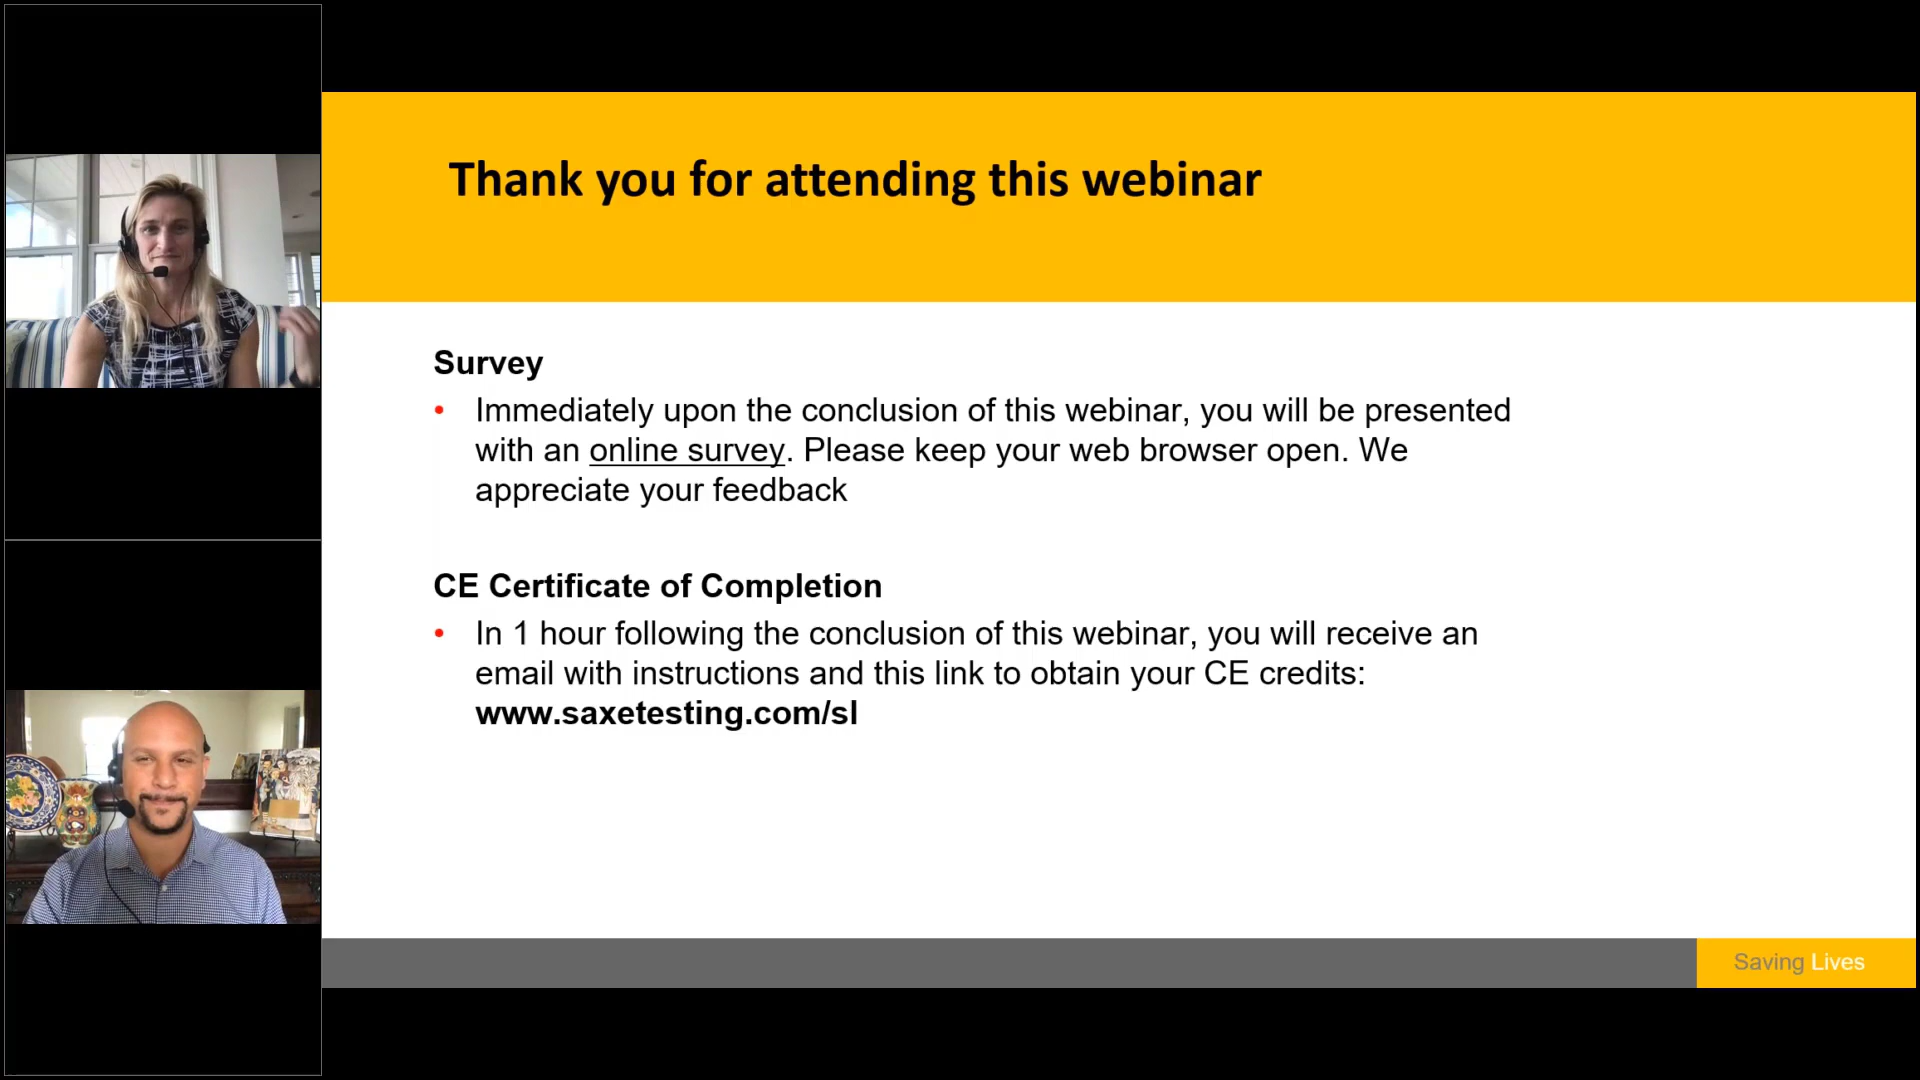 Thank you for attending this webinar
Survey
• Immediately upon the conclusion of this webinar, you will be presented
with an online survey. Please keep your web browser open. We
appreciate your feedback
CE Certificate of Completion
• In 1 hour following the conclusion of this webinar, you will receive an
email with instructions and this link to obtain your CE credits:
www.saxetesting.com/sl
Saving Lives